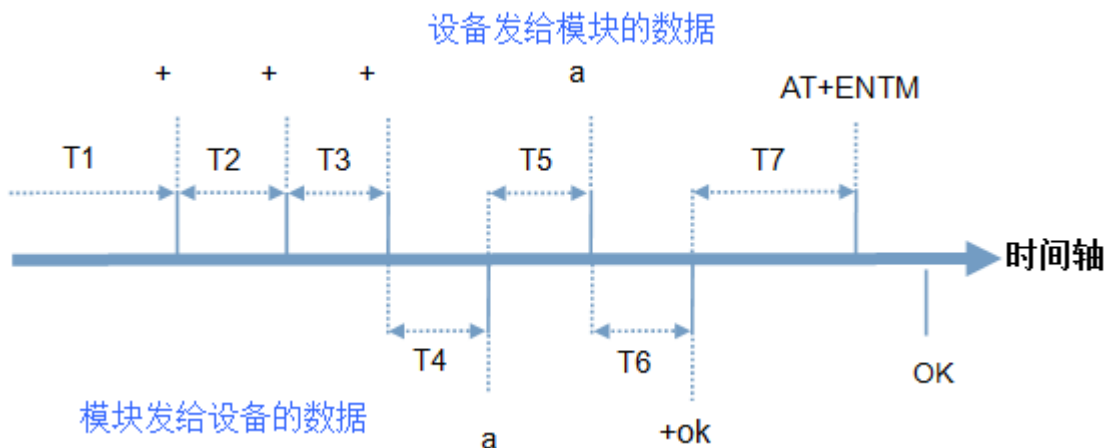 设备发给模块的数据
+ + + a
AT+ENTM
T1 T2 T3 T5 T7
时间轴
T4 T6
OK
模块发给设备的数据
a +ok